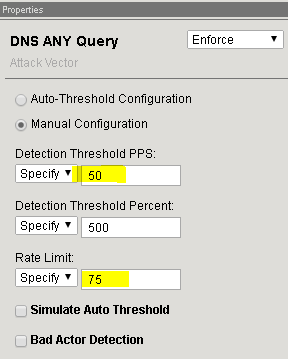 Properties
DNS ANY Query
Enforce
Attack Vector
Auto-Threshold Configuration
Manual Configuration
Detection Threshold PPS:
Specify 50
Detection Threshold Percent:
Specify 500
Rate Limit:
Specify 75
Simulate Auto Threshold
Bad Actor Detection